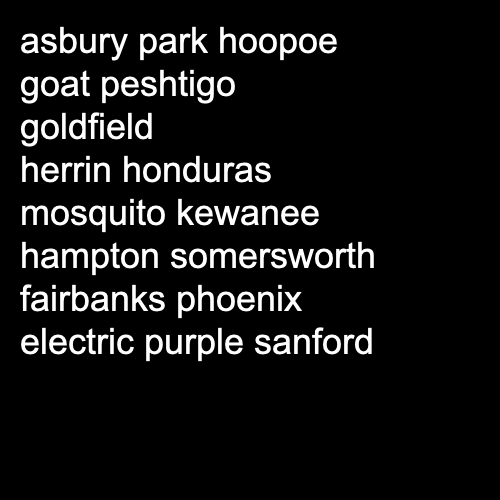 asbury park hoopoe
goat peshtigo
goldfield
herrin honduras
mosquito kewanee
hampton somersworth
fairbanks phoenix
electric purple sanford